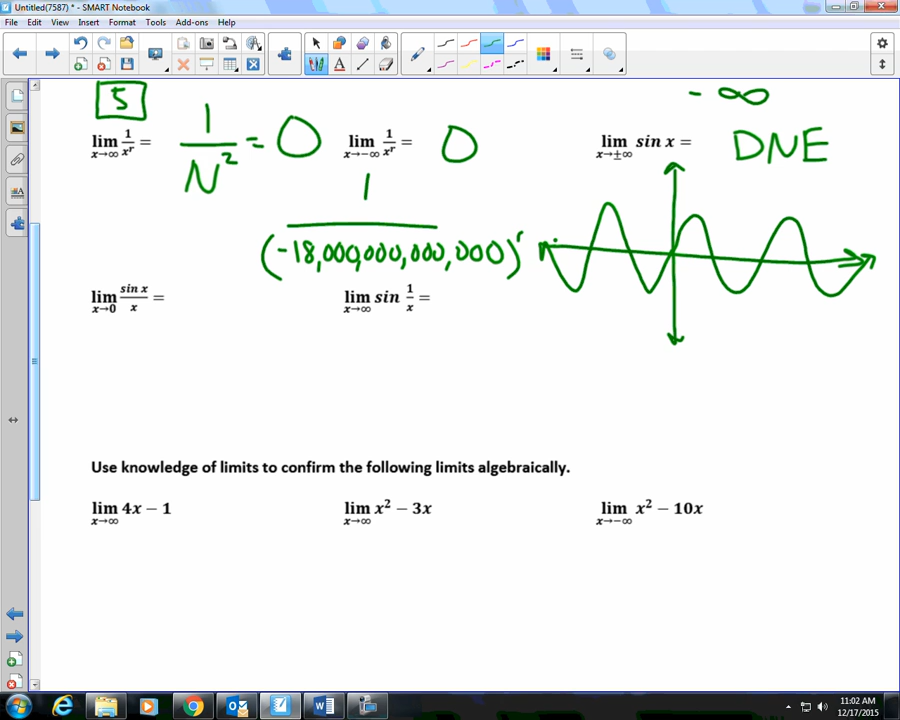 Untitled(7587) * - SMART Notebook
File Edit View Insert Format Tools Add-ons Help
5
- ∞
lim x→∞ 1/x^r = 1/N² = 0
lim x→-∞ 1/x^r = 0
lim x→±∞ sin x = DNE
1/(-18,000,000,000,000)^r
lim x→0 sin x/x =
lim x→∞ sin 1/x =
Use knowledge of limits to confirm the following limits algebraically.
lim x→∞ 4x − 1
lim x→∞ x² − 3x
lim x→-∞ x² − 10x
11:02 AM
12/17/2015